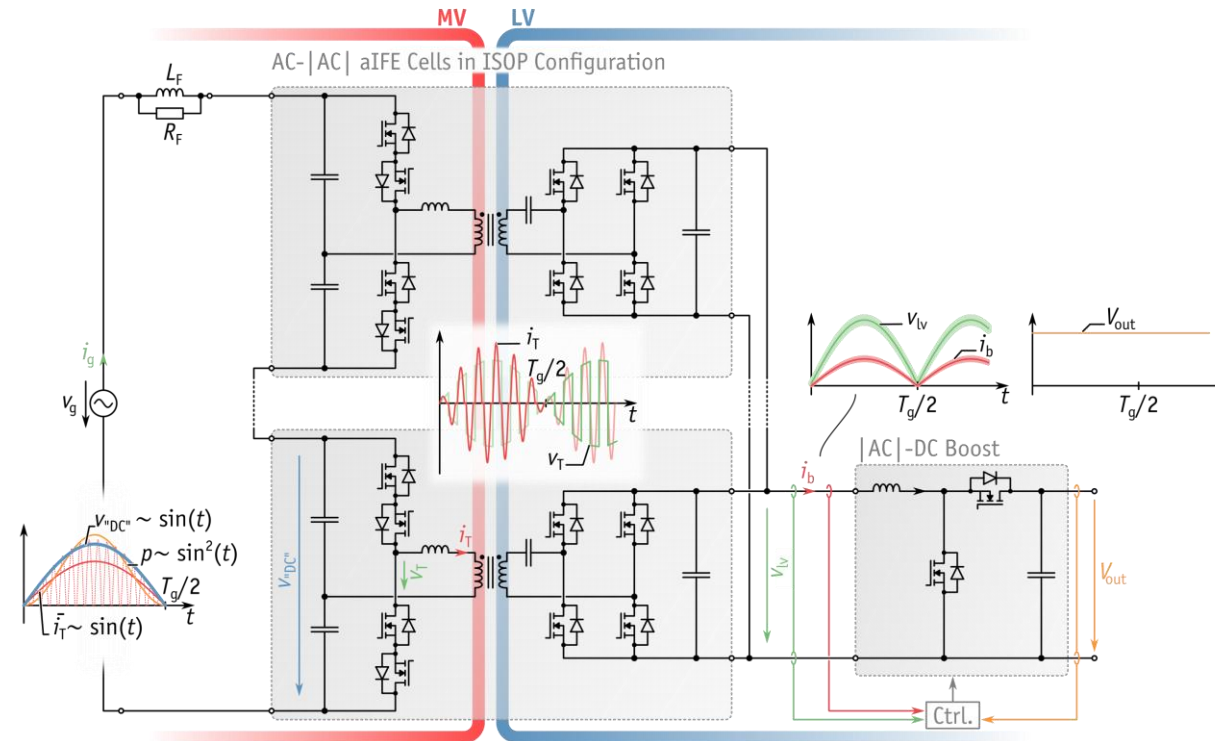 MV
LV
AC-|AC| aIFE Cells in ISOP Configuration
L_F
R_F
i_g
v_g
i_T
T_g/2
t
v_T
v_lv
i_b
T_g/2
t
V_out
T_g/2
t
|AC|-DC Boost
i_b
v_"DC" ~ sin(t)
p ~ sin²(t)
T_g/2
t
i̅_T ~ sin(t)
v_"DC"
i_T
v_T
v_lv
V_out
Ctrl.